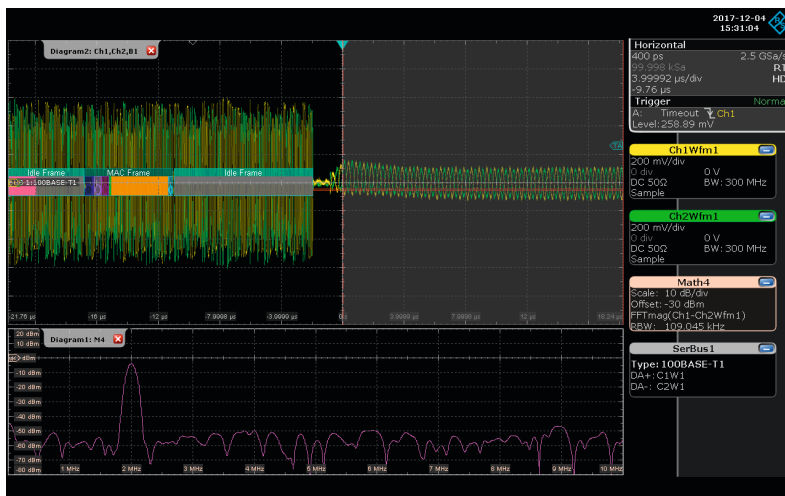 2017-12-04
15:31:04
Diagram2: Ch1,Ch2,B1
Horizontal
400 ps 2.5 GSa/s
99.998 kSa RT
3.99992 µs/div HD
-9.76 µs
Trigger Norma
A: Timeout Ch1
Level: 258.89 mV
TA
Idle Frame MAC Frame Idle Frame
1:100BASE-T1
Ch1Wfm1
200 mV/div
0 div 0 V
DC 50Ω BW: 300 MHz
Sample
Ch2Wfm1
200 mV/div
0 div 0 V
DC 50Ω BW: 300 MHz
Sample
Math4
Scale: 10 dB/div
Offset: -30 dBm
FFTmag(Ch1-Ch2Wfm1)
RBW: 109.045 kHz
-21.76 µs -16 µs -12 µs -7.9998 µs -3.9999 µs 0 s 3.9999 µs 7.9998 µs 12 µs 18.24 µs
20 dBm
Diagram1: M4
10 dBm
0 dBm
-10 dBm
-20 dBm
-30 dBm
-40 dBm
-50 dBm
-60 dBm
-70 dBm
-80 dBm
1 MHz 2 MHz 3 MHz 4 MHz 5 MHz 6 MHz 7 MHz 8 MHz 9 MHz 10 MHz
SerBus1
Type: 100BASE-T1
DA+: C1W1
DA-: C2W1